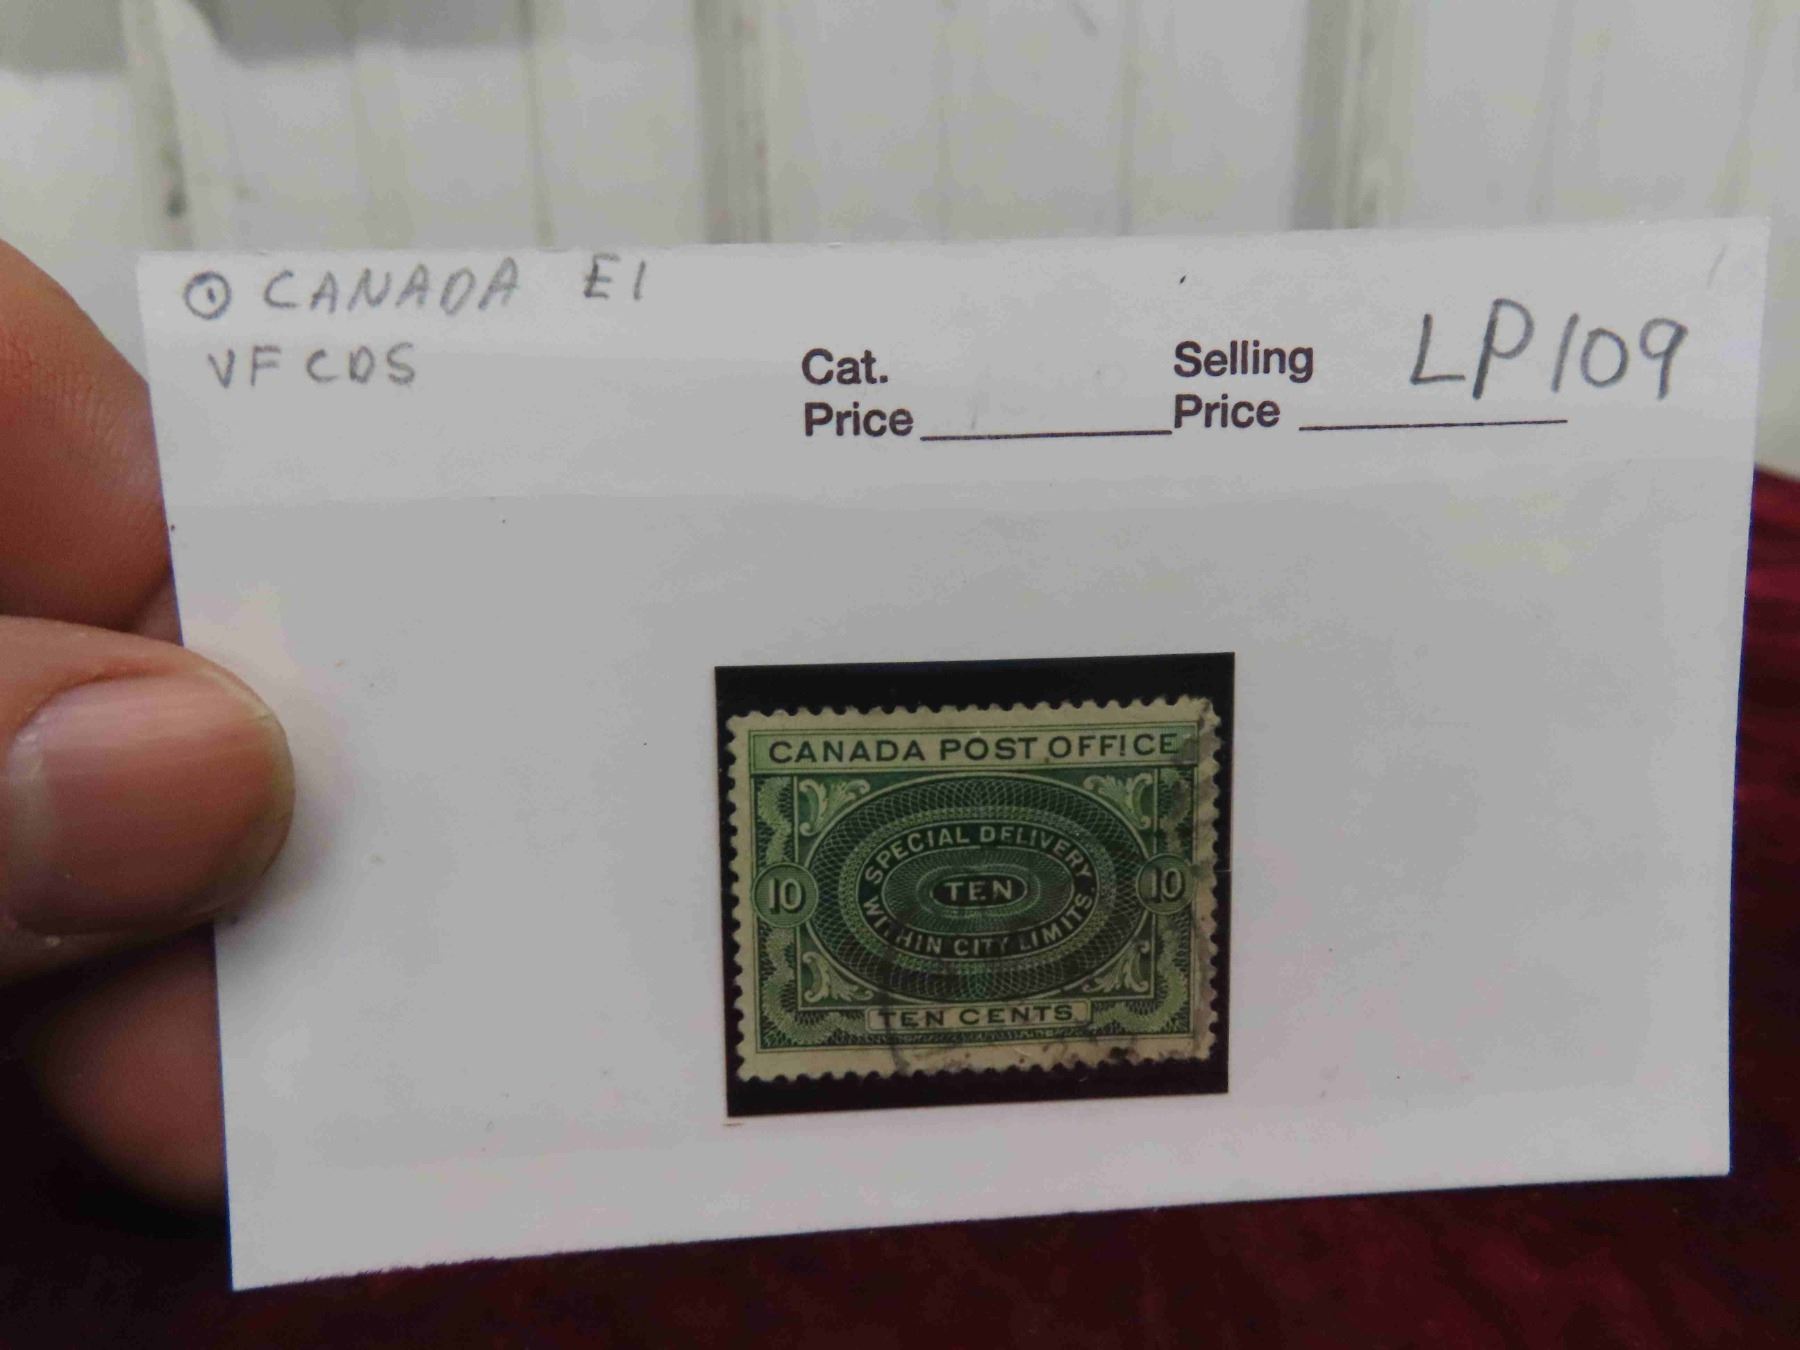 CANADA E1
VF CDS
LP109
Cat.
Price
Selling
Price
CANADA POST OFFICE
SPECIAL DELIVERY
10 TEN 10
WITHIN CITY LIMITS.
TEN CENTS